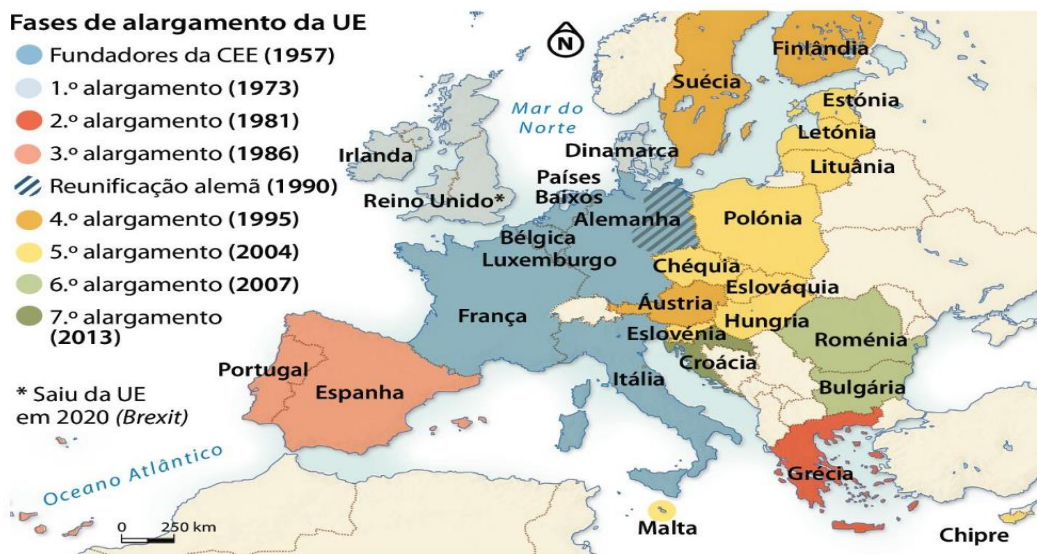 Fases de alargamento da UE
Fundadores da CEE (1957)
1.º alargamento (1973)
2.º alargamento (1981)
3.º alargamento (1986)
Reunificação alemã (1990)
4.º alargamento (1995)
5.º alargamento (2004)
6.º alargamento (2007)
7.º alargamento
(2013)
* Saiu da UE
em 2020 (Brexit)
N
Finlândia
Suécia
Mar do
Norte
Estónia
Letónia
Lituânia
Dinamarca
Irlanda
Reino Unido*
Países
Baixos
Alemanha
Polónia
Bélgica
Luxemburgo
Chéquia
Eslováquia
Áustria
Hungria
França
Eslovénia
Croácia
Roménia
Itália
Bulgária
Portugal
Espanha
Grécia
Malta
Chipre
Oceano Atlântico
0 250 km